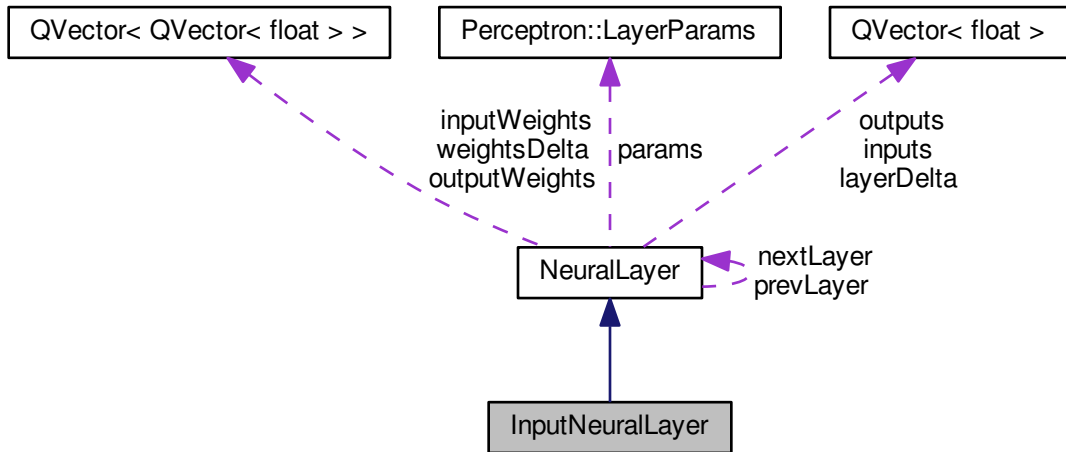 QVector< QVector< float > >
Perceptron::LayerParams
QVector< float >
inputWeights
weightsDelta
outputWeights
params
outputs
inputs
layerDelta
NeuralLayer
nextLayer
prevLayer
InputNeuralLayer